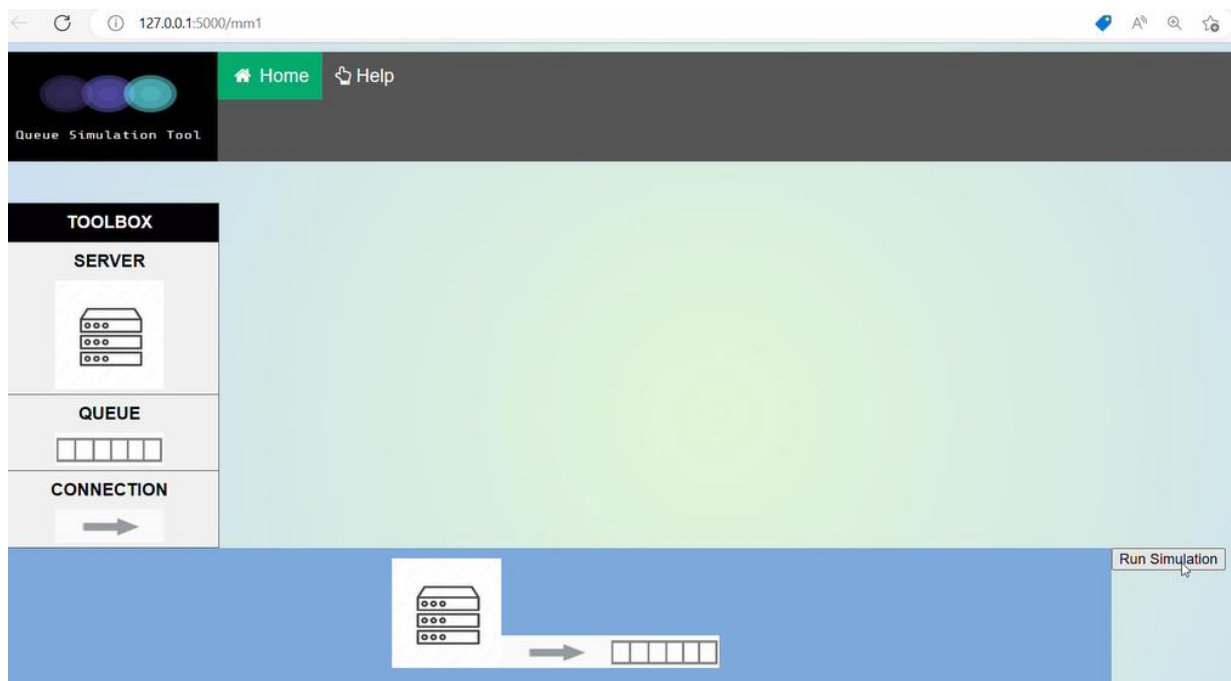 127.0.0.1:5000/mm1
Home
Help
Queue Simulation Tool
TOOLBOX
SERVER
QUEUE
CONNECTION
Run Simulation